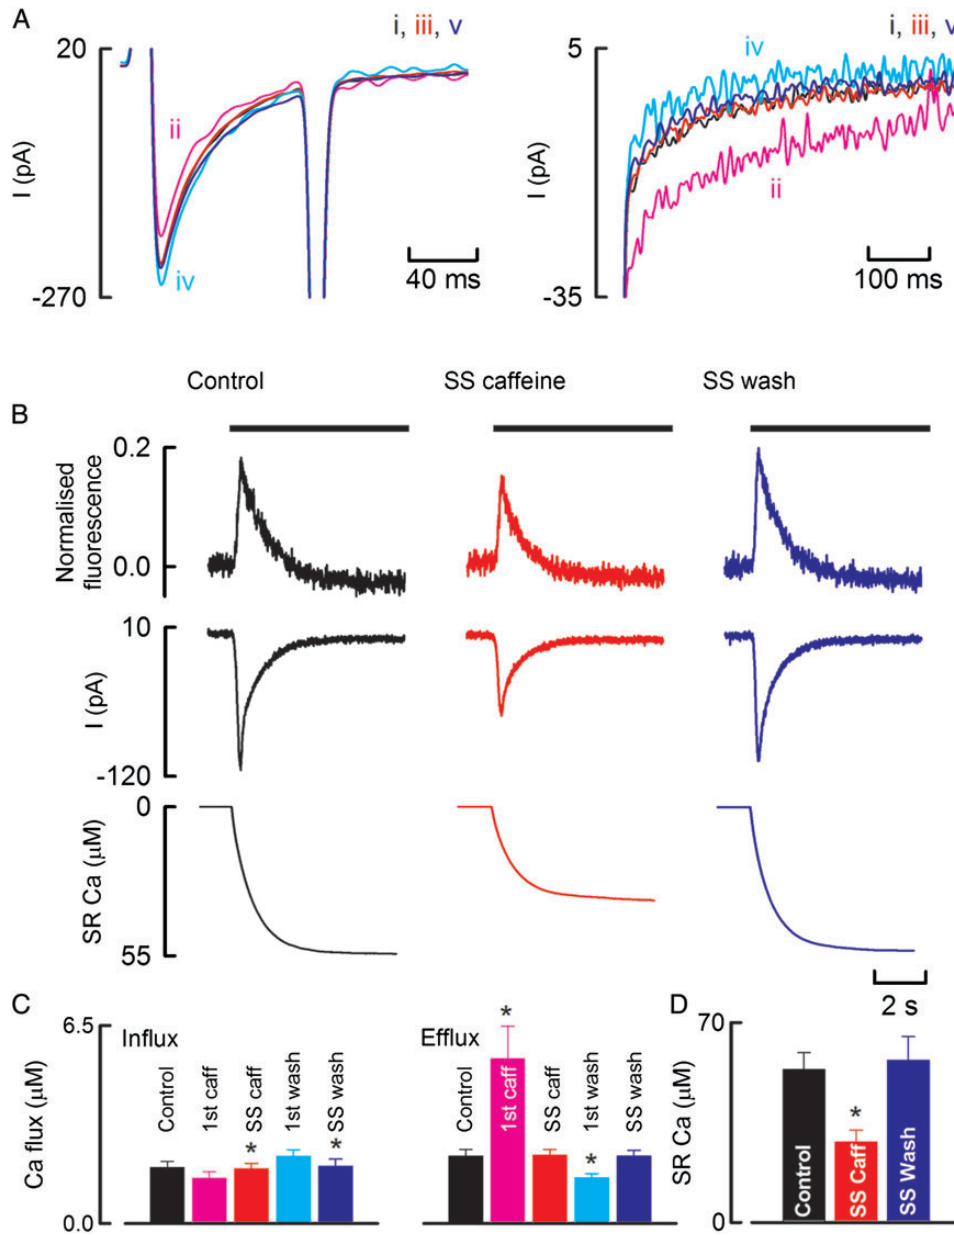 A
20
I (pA)
-270
ii
iv
i, iii, v
40 ms
5
I (pA)
-35
iv
ii
i, iii, v
100 ms
Control
SS caffeine
SS wash
B
0.2
Normalised
fluorescence
0.0
10
I (pA)
-120
0
SR Ca (μM)
55
2 s
C
6.5
Ca flux (μM)
0.0
Influx
Control
1st caff
SS caff
*
1st wash
SS wash
*
Efflux
Control
1st caff
*
SS caff
1st wash
*
SS wash
D
70
SR Ca (μM)
0
Control
SS Caff
*
SS Wash